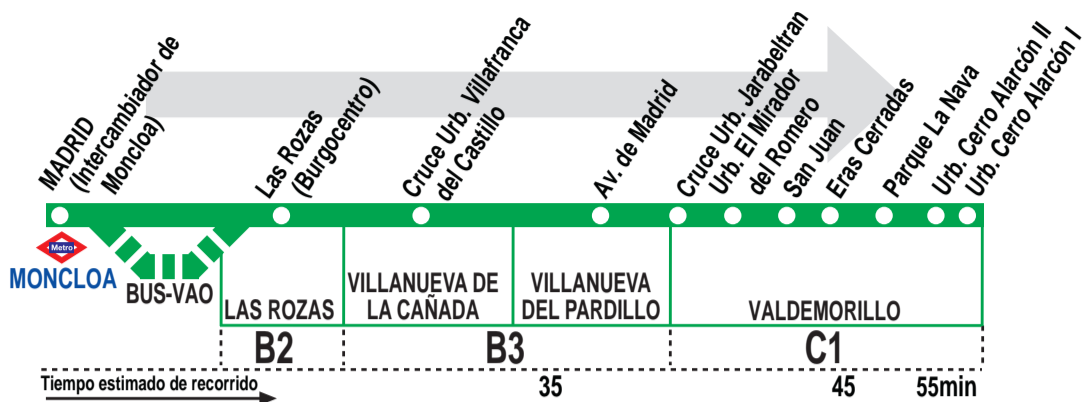 MADRID
(Intercambiador de
Moncloa)
Las Rozas
(Burgocentro)
Cruce Urb. Villafranca
del Castillo
Av. de Madrid
Cruce Urb. Jarabeltran
Urb. El Mirador
del Romero
San Juan
Eras Cerradas
Parque La Nava
Urb. Cerro Alarcón II
Urb. Cerro Alarcón I
Metro
MONCLOA
BUS-VAO
LAS ROZAS
VILLANUEVA DE
LA CAÑADA
VILLANUEVA
DEL PARDILLO
VALDEMORILLO
B2
B3
C1
Tiempo estimado de recorrido
35
45
55min